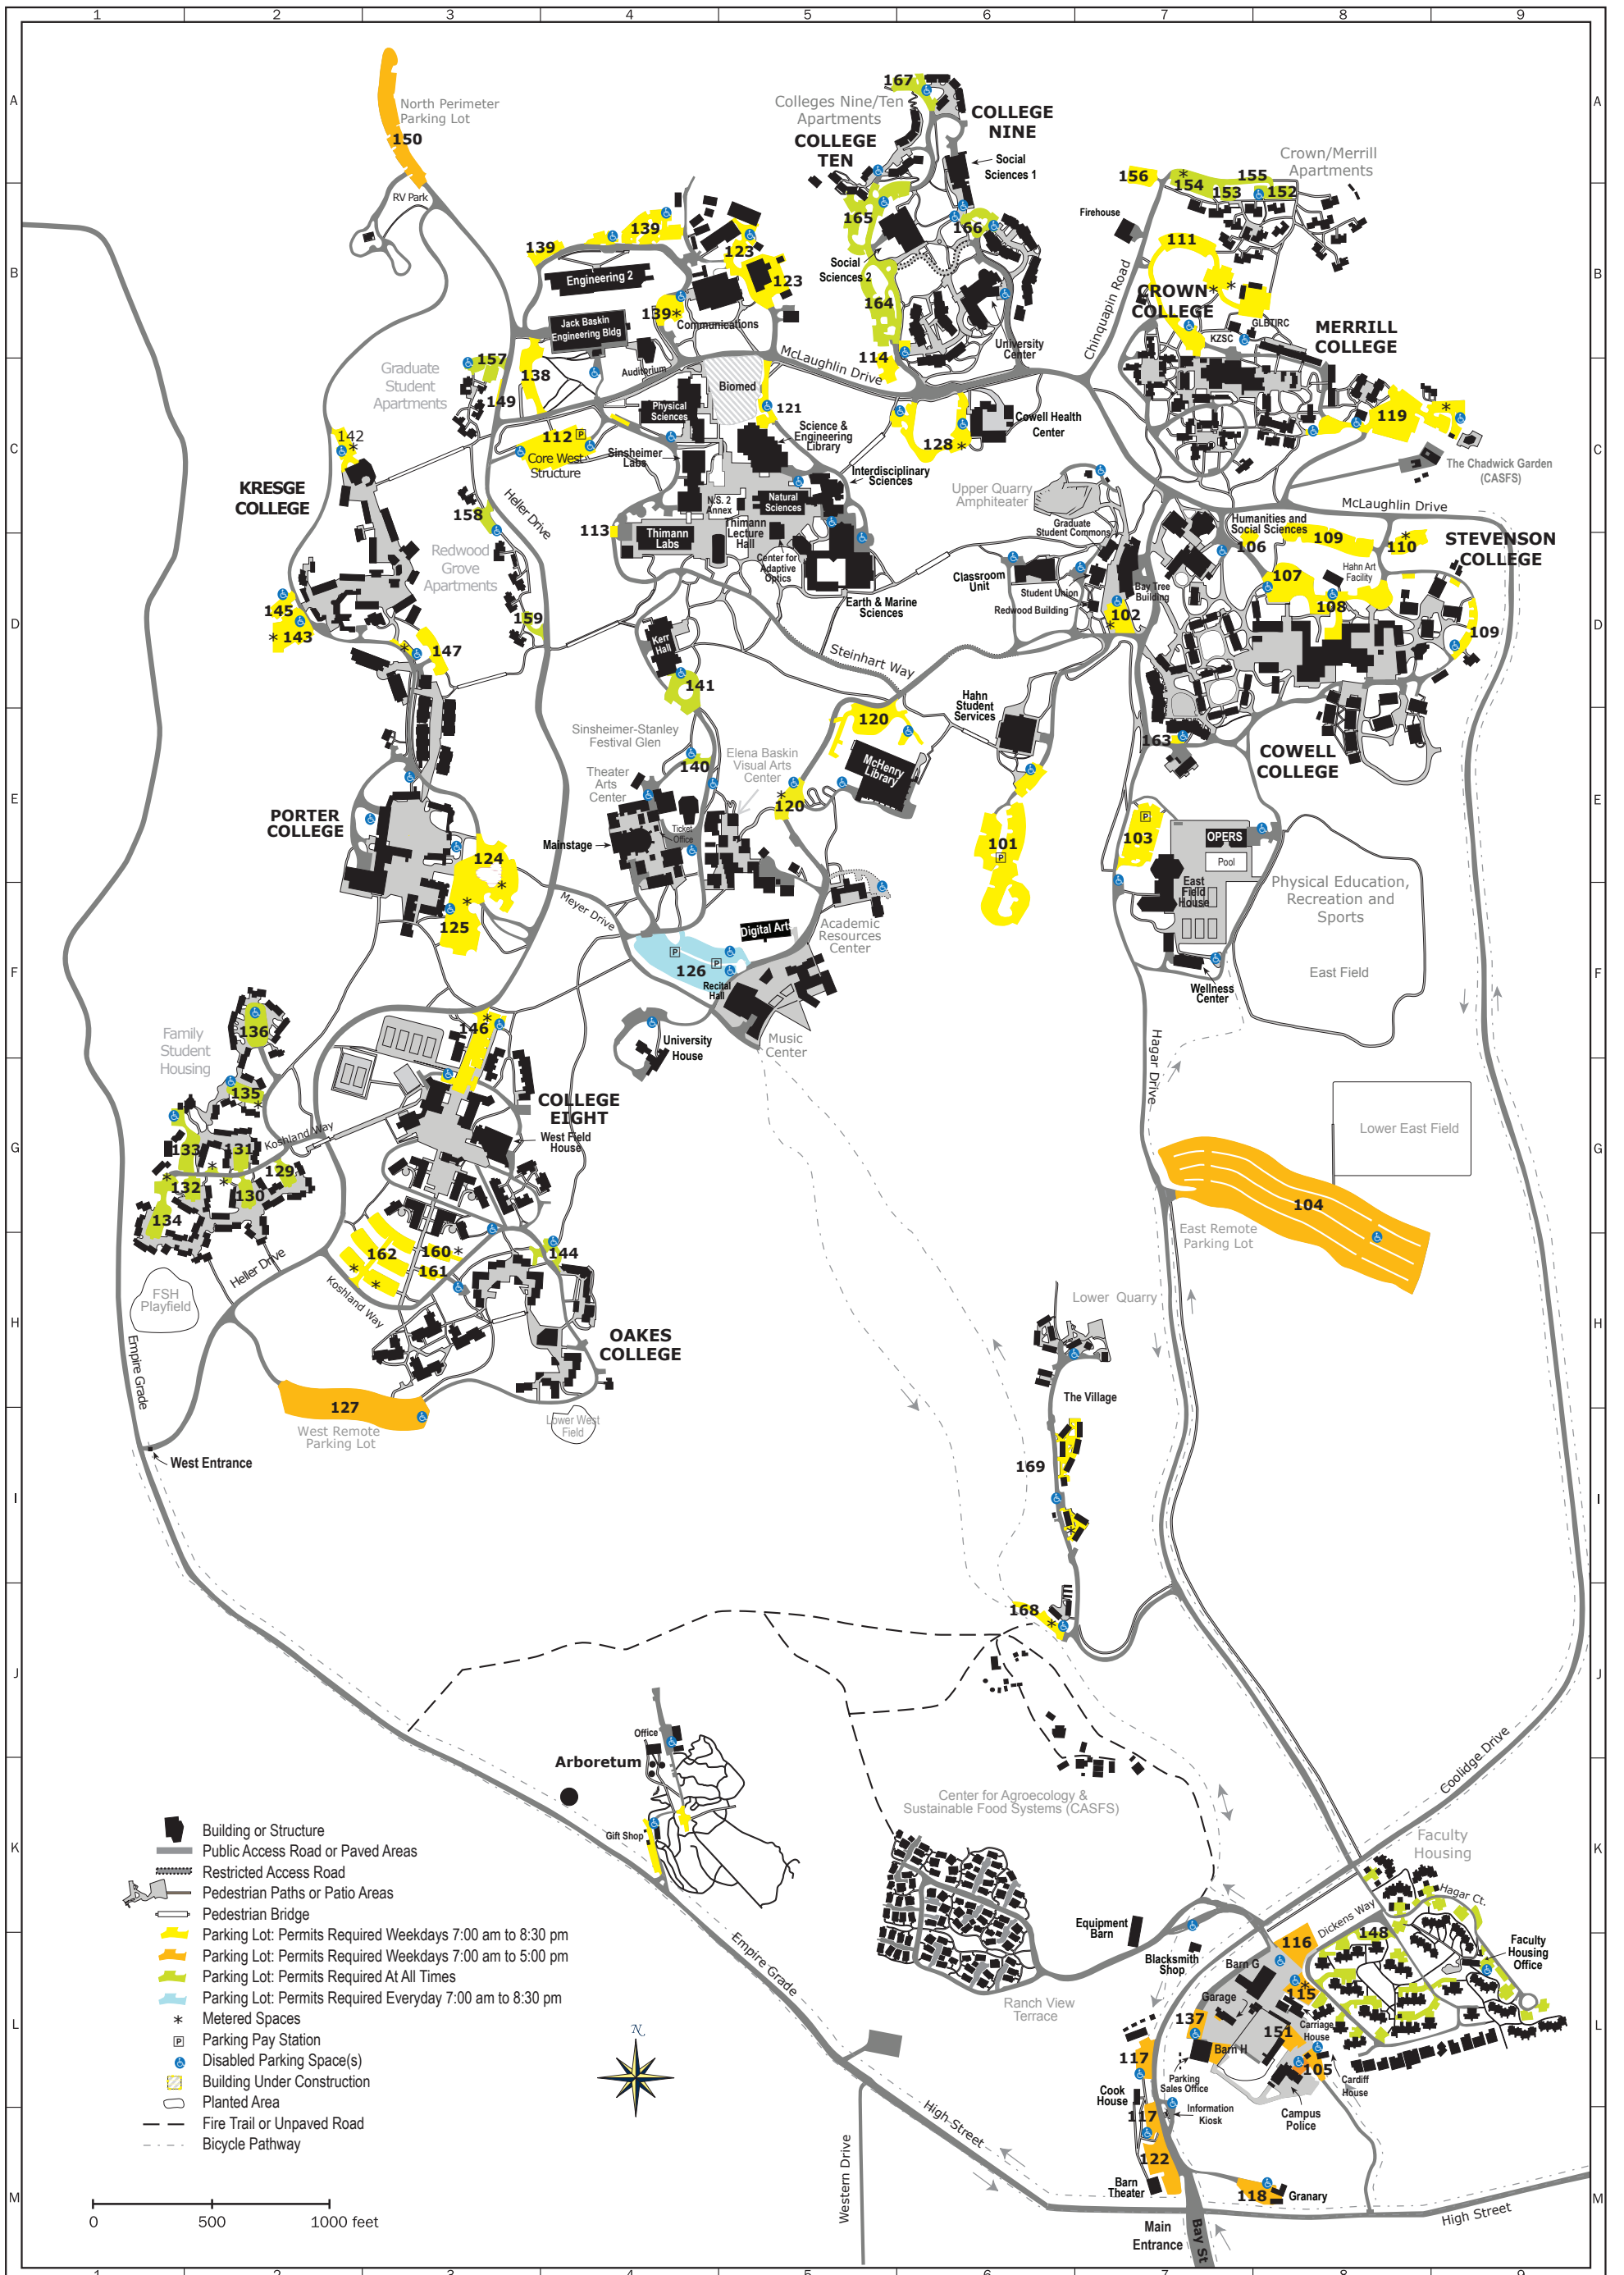 1 2 3 4 5 6 7 8 9
A
A
North Perimeter
Parking Lot
150
RV Park
Colleges Nine/Ten
Apartments
167
COLLEGE
NINE
COLLEGE
TEN
Social
Sciences 1
Crown/Merrill
Apartments
156
154
155
153
152
Firehouse
165
166
139
139
123
123
Social
Sciences 2
111
B
B
Engineering 2
164
CROWN*
COLLEGE
*
139*
Communications
Jack Baskin
Engineering Bldg
GLBTIRC
KZSC
MERRILL
COLLEGE
Chinquapin Road
University
Center
114
McLaughlin Drive
Auditorium
157
138
Graduate
Student
Apartments
149
Biomed
Physical
Sciences
121
Cowell Health
Center
119
*
142
*
112
P
Core West
Structure
Sinsheimer
Labs
Science &
Engineering
Library
128 *
C
C
Interdisciplinary
Sciences
The Chadwick Garden
(CASFS)
KRESGE
COLLEGE
Heller Drive
158
N.S. 2
Annex
Natural
Sciences
Upper Quarry
Amphiteater
McLaughlin Drive
113
Thimann
Labs
Thimann
Lecture
Hall
Graduate
Student Commons
Humanities and
Social Sciences
106
109
*
110
STEVENSON
COLLEGE
Redwood
Grove
Apartments
Center for
Adaptive
Optics
Classroom
Unit
Student Union
Bay Tree
Building
Redwood Building
107
Hahn Art
Facility
108
102
*
145
* 143
159
Earth & Marine
Sciences
D
D
109
*
147
Kerr
Hall
Steinhart Way
141
Hahn
Student
Services
120
Sinsheimer-Stanley
Festival Glen
140
Elena Baskin
Visual Arts
Center
McHenry
Library
163
COWELL
COLLEGE
Theater
Arts
Center
*
120
E
E
PORTER
COLLEGE
Ticket
Office
Mainstage
101
P
P
103
OPERS
Pool
124
*
*
125
Meyer Drive
East
Field
House
Physical Education,
Recreation and
Sports
Digital Arts
Academic
Resources
Center
P
P
126
Recital
Hall
F
F
East Field
Wellness
Center
136
Family
Student
Housing
*
146
University
House
Music
Center
Hagar Drive
135
*
COLLEGE
EIGHT
West Field
House
Koshland Way
Lower East Field
G
G
133
131
129
*
*
*
132
130
134
104
East Remote
Parking Lot
162
160 *
161
*
*
144
Heller Drive
Koshland Way
FSH
Playfield
Lower Quarry
H
H
OAKES
COLLEGE
Empire Grade
The Village
127
West Remote
Parking Lot
Lower West
Field
West Entrance
169
I
I
*
168
*
J
J
Office
Arboretum
Coolidge Drive
Center for Agroecology &
Sustainable Food Systems (CASFS)
Gift Shop
K
K
Faculty
Housing
Hagar Ct.
Dickens Way
Building or Structure
Public Access Road or Paved Areas
Restricted Access Road
Pedestrian Paths or Patio Areas
Pedestrian Bridge
Parking Lot: Permits Required Weekdays 7:00 am to 8:30 pm
Parking Lot: Permits Required Weekdays 7:00 am to 5:00 pm
Parking Lot: Permits Required At All Times
Parking Lot: Permits Required Everyday 7:00 am to 8:30 pm
* Metered Spaces
P Parking Pay Station
Disabled Parking Space(s)
Building Under Construction
Planted Area
Fire Trail or Unpaved Road
Bicycle Pathway
0 500 1000 feet
N
Empire Grade
Equipment
Barn
Blacksmith
Shop
116
148
Faculty
Housing
Office
Barn G
*
115
Garage
Ranch View
Terrace
137
151
Carriage
House
L
L
Barn H
117
105
Parking
Sales Office
Cardiff
House
Cook
House
117
Information
Kiosk
Campus
Police
High Street
122
Western Drive
Barn
Theater
118
Granary
M
M
High Street
Main
Entrance
Bay St
1 2 3 4 5 6 7 8 9